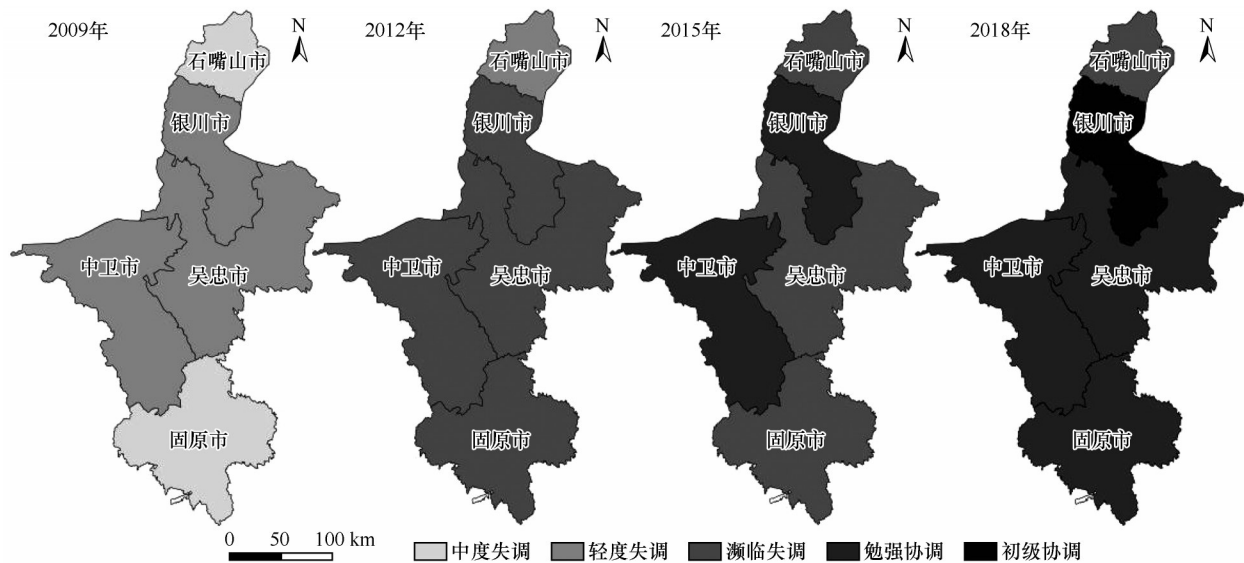 2009年
N
2012年
N
2015年
N
2018年
N
石嘴山市
石嘴山市
石嘴山市
石嘴山市
银川市
银川市
银川市
银川市
中卫市
吴忠市
中卫市
吴忠市
中卫市
吴忠市
中卫市
吴忠市
固原市
固原市
固原市
固原市
0 50 100 km
中度失调
轻度失调
濒临失调
勉强协调
初级协调